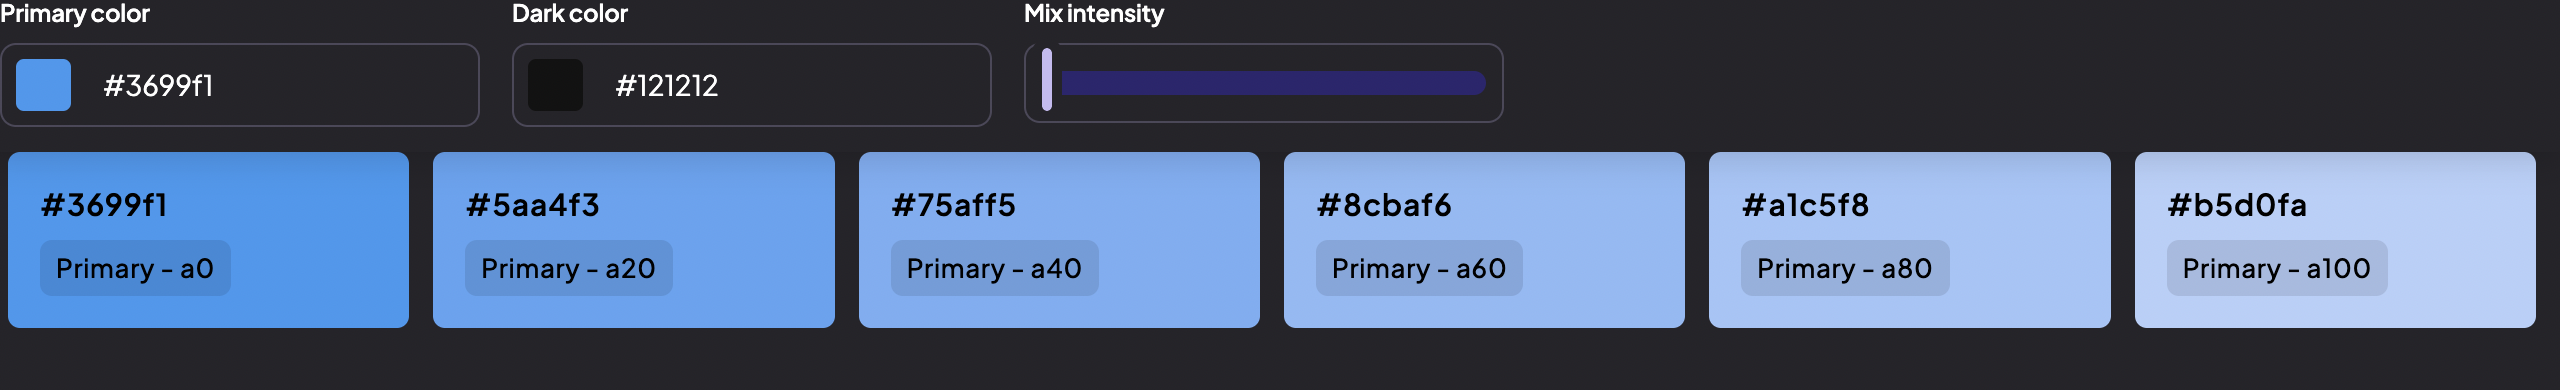 Primary color
Dark color
Mix intensity
#3699f1
#121212
#3699f1
Primary - a0
#5aa4f3
Primary - a20
#75aff5
Primary - a40
#8cbaf6
Primary - a60
#a1c5f8
Primary - a80
#b5d0fa
Primary - a100